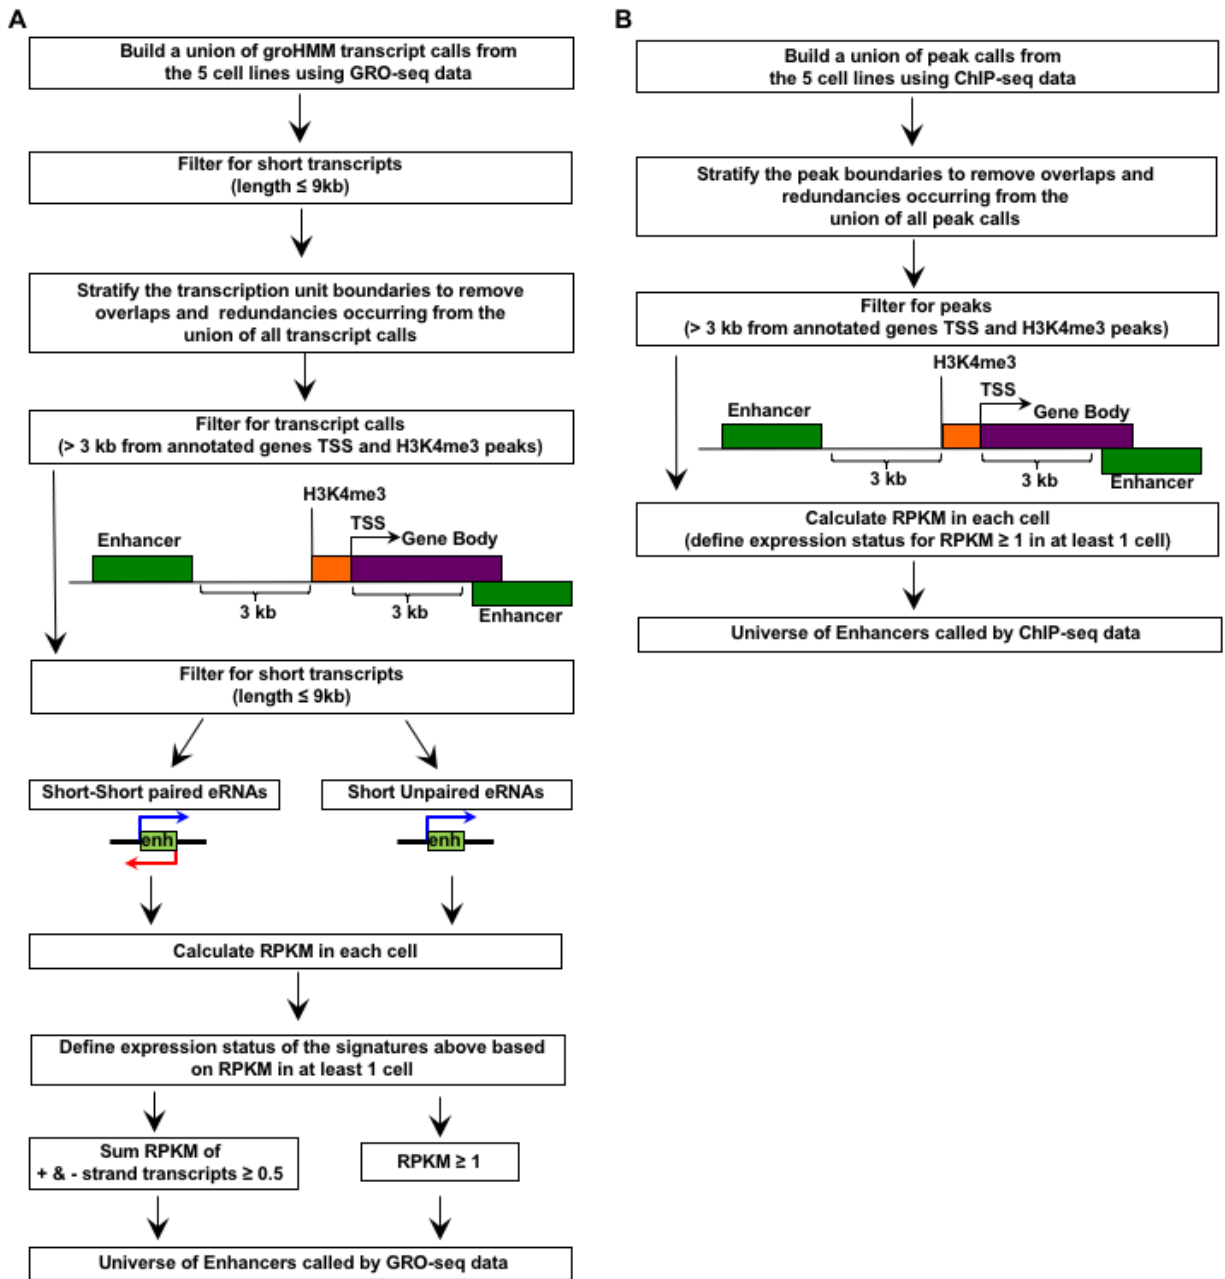 A
Build a union of groHMM transcript calls from
the 5 cell lines using GRO-seq data
Filter for short transcripts
(length ≤ 9kb)
Stratify the transcription unit boundaries to remove
overlaps and redundancies occurring from the
union of all transcript calls
Filter for transcript calls
(> 3 kb from annotated genes TSS and H3K4me3 peaks)
H3K4me3
TSS
Enhancer
Gene Body
3 kb
3 kb
Enhancer
Filter for short transcripts
(length ≤ 9kb)
Short-Short paired eRNAs
Short Unpaired eRNAs
enh
enh
Calculate RPKM in each cell
Define expression status of the signatures above based
on RPKM in at least 1 cell
Sum RPKM of
+ & - strand transcripts ≥ 0.5
RPKM ≥ 1
Universe of Enhancers called by GRO-seq data
B
Build a union of peak calls from
the 5 cell lines using ChIP-seq data
Stratify the peak boundaries to remove overlaps and
redundancies occurring from the
union of all peak calls
Filter for peaks
(> 3 kb from annotated genes TSS and H3K4me3 peaks)
H3K4me3
TSS
Enhancer
Gene Body
3 kb
3 kb
Enhancer
Calculate RPKM in each cell
(define expression status for RPKM ≥ 1 in at least 1 cell)
Universe of Enhancers called by ChIP-seq data